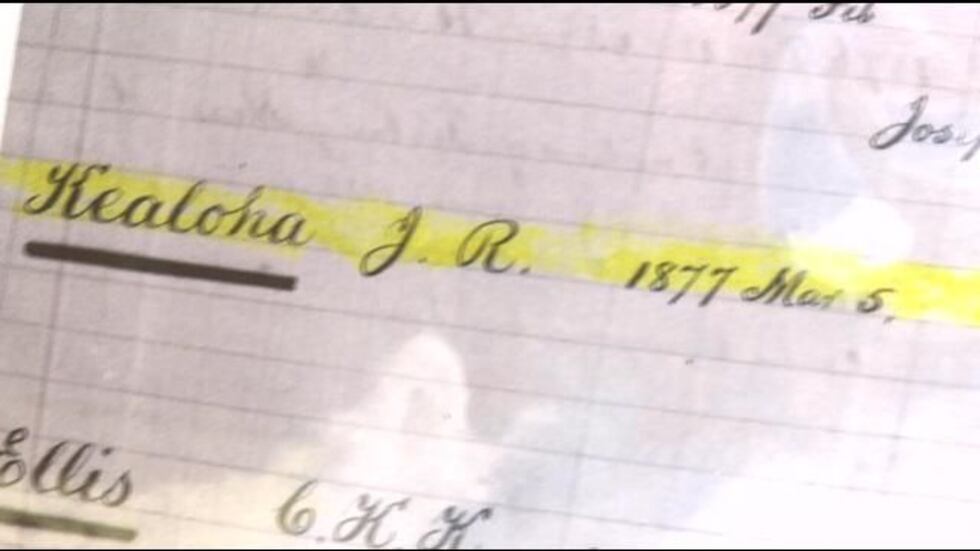 Kealoha J. R. 1877 Mar 5,
Ellis C. K. K.